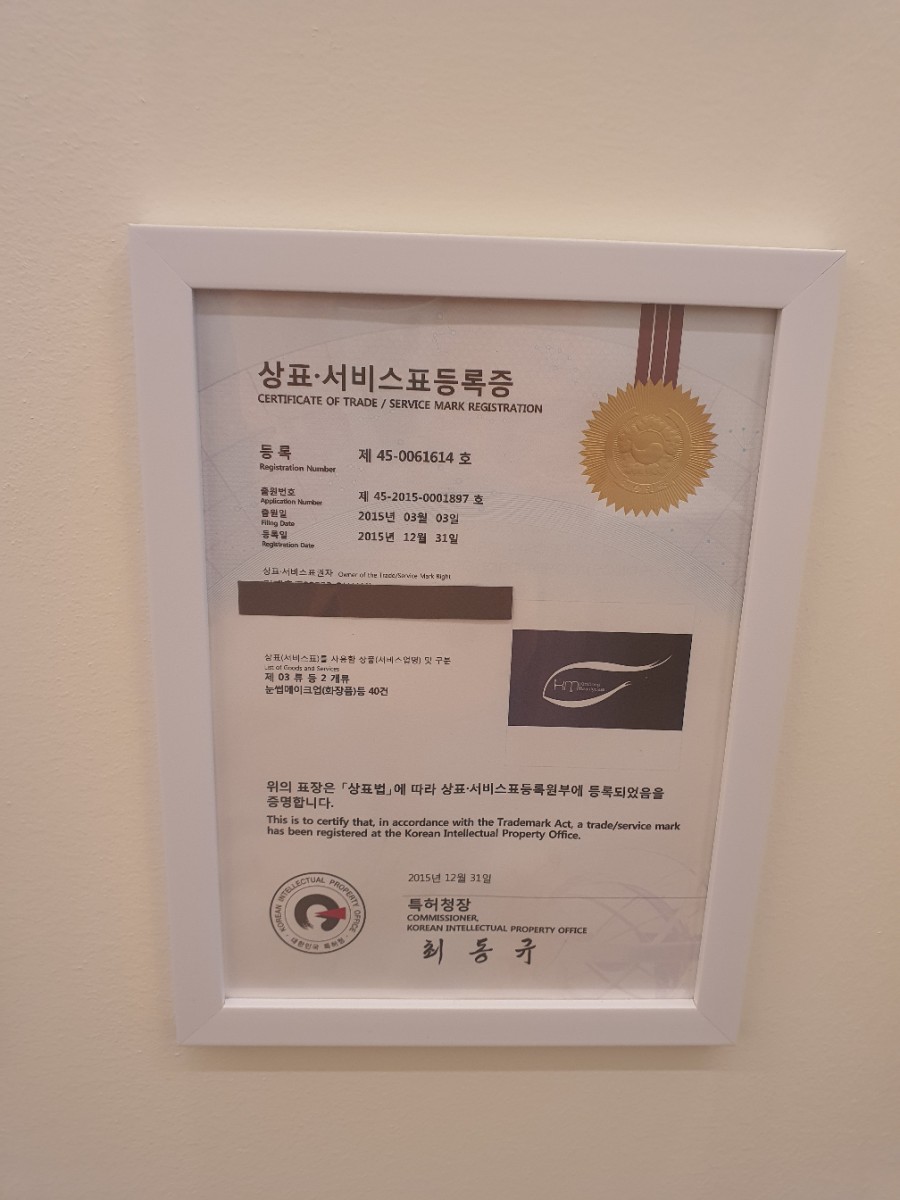 상표·서비스표등록증
CERTIFICATE OF TRADE / SERVICE MARK REGISTRATION
등록 제 45-0061614 호
Registration Number
출원번호 제 45-2015-0001897 호
Application Number
출원일 2015년 03월 03일
Filing Date
등록일 2015년 12월 31일
Registration Date
상표·서비스표권자 Owner of the Trade/Service Mark Right
상표(서비스표)를 사용할 상품(서비스업명) 및 구분
List of Goods and Services
제 03 류 등 2 개류
눈썹메이크업(화장품)등 40건
HM
위의 표장은 「상표법」에 따라 상표·서비스표등록원부에 등록되었음을
증명합니다.
This is to certify that, in accordance with the Trademark Act, a trade/service mark
has been registered at the Korean Intellectual Property Office.
2015년 12월 31일
특허청장
COMMISSIONER,
KOREAN INTELLECTUAL PROPERTY OFFICE
최동규
KOREAN INTELLECTUAL PROPERTY OFFICE
대한민국 특허청